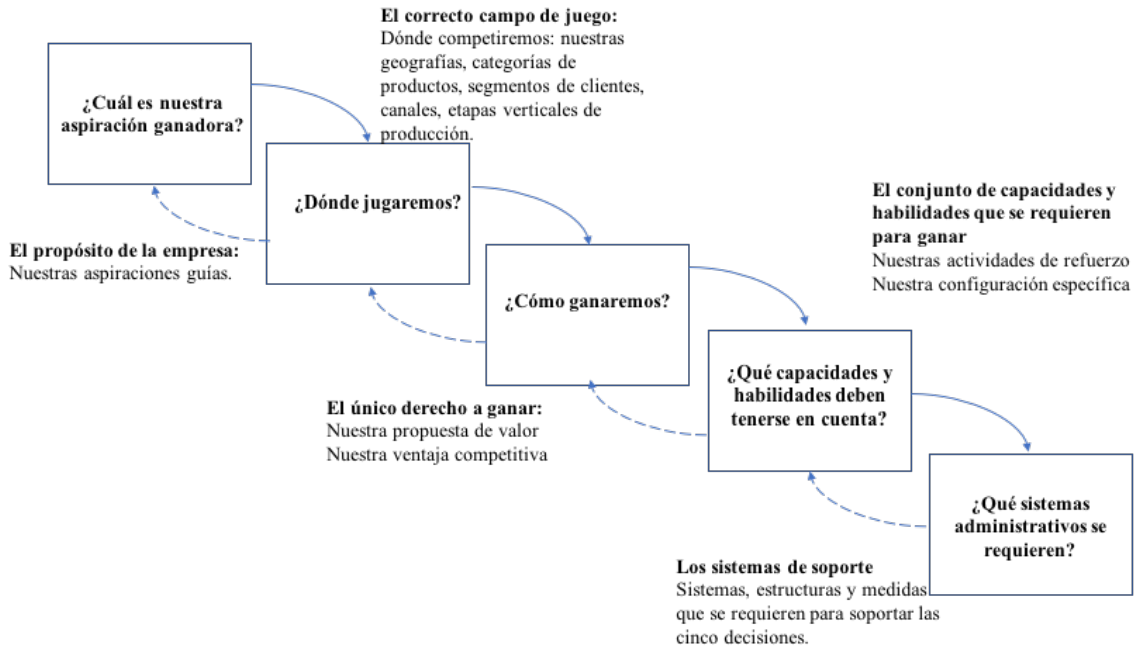 El correcto campo de juego:
Dónde competiremos: nuestras
geografías, categorías de
productos, segmentos de clientes,
canales, etapas verticales de
producción.
¿Cuál es nuestra
aspiración ganadora?
¿Dónde jugaremos?
El propósito de la empresa:
Nuestras aspiraciones guías.
El conjunto de capacidades y
habilidades que se requieren
para ganar
Nuestras actividades de refuerzo
Nuestra configuración específica
¿Cómo ganaremos?
El único derecho a ganar:
Nuestra propuesta de valor
Nuestra ventaja competitiva
¿Qué capacidades y
habilidades deben
tenerse en cuenta?
¿Qué sistemas
administrativos se
requieren?
Los sistemas de soporte
Sistemas, estructuras y medidas
que se requieren para soportar las
cinco decisiones.